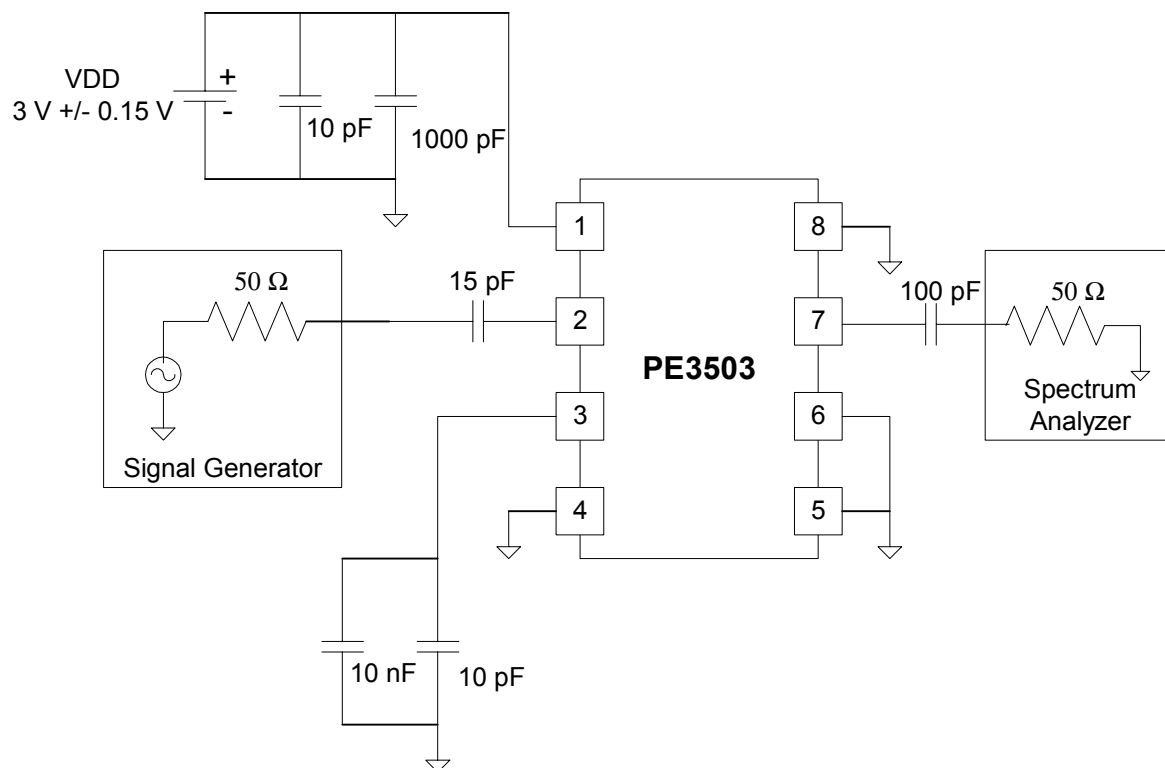 VDD
3 V +/- 0.15 V
+
-
10 pF
1000 pF
1
8
50 Ω
15 pF
2
7
100 pF
50 Ω
PE3503
Spectrum
Analyzer
3
6
Signal Generator
4
5
10 nF
10 pF